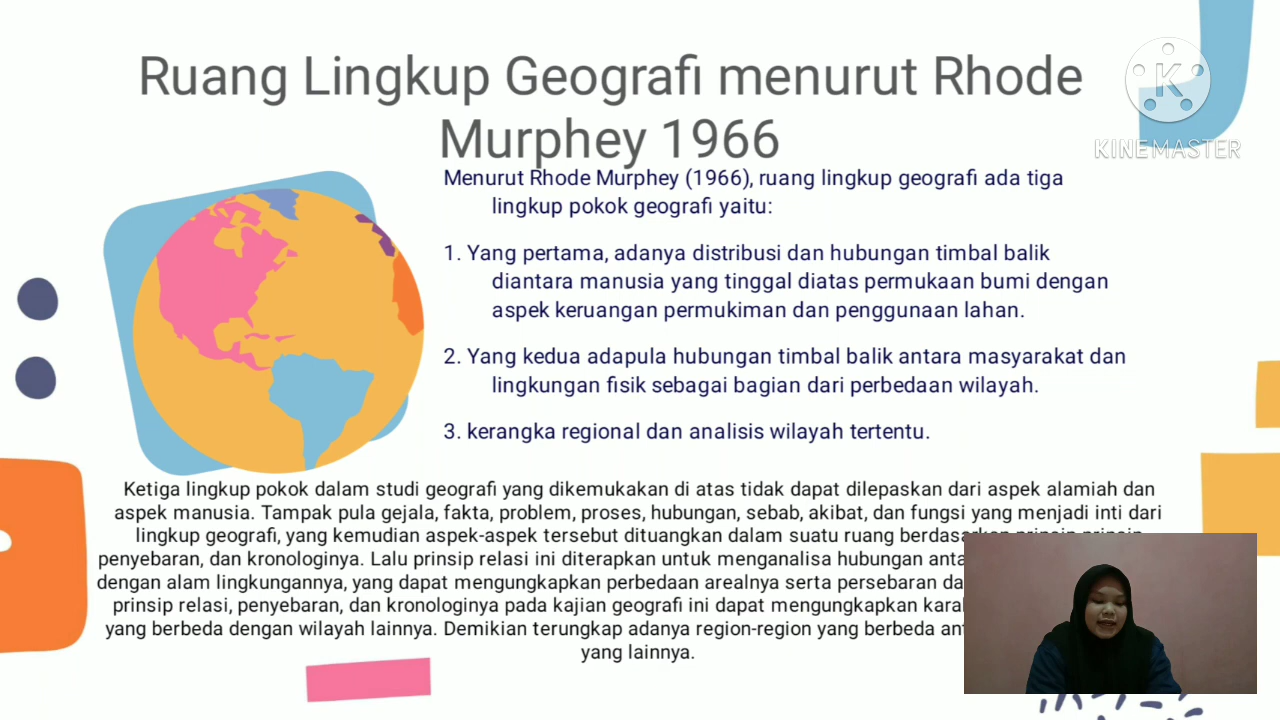 Ruang Lingkup Geografi menurut Rhode
Murphey 1966
KINEMASTER
Menurut Rhode Murphey (1966), ruang lingkup geografi ada tiga
lingkup pokok geografi yaitu:
1. Yang pertama, adanya distribusi dan hubungan timbal balik
diantara manusia yang tinggal diatas permukaan bumi dengan
aspek keruangan permukiman dan penggunaan lahan.
2. Yang kedua adapula hubungan timbal balik antara masyarakat dan
lingkungan fisik sebagai bagian dari perbedaan wilayah.
3. kerangka regional dan analisis wilayah tertentu.
Ketiga lingkup pokok dalam studi geografi yang dikemukakan di atas tidak dapat dilepaskan dari aspek alamiah dan
aspek manusia. Tampak pula gejala, fakta, problem, proses, hubungan, sebab, akibat, dan fungsi yang menjadi inti dari
lingkup geografi, yang kemudian aspek-aspek tersebut dituangkan dalam suatu ruang berdasarkan prinsip-prinsip
penyebaran, dan kronologinya. Lalu prinsip relasi ini diterapkan untuk menganalisa hubungan
dengan alam lingkungannya, yang dapat mengungkapkan perbedaan arealnya serta persebaran
prinsip relasi, penyebaran, dan kronologinya pada kajian geografi ini dapat mengungkapkan
yang berbeda dengan wilayah lainnya. Demikian terungkap adanya region-region yang berbeda
yang lainnya.